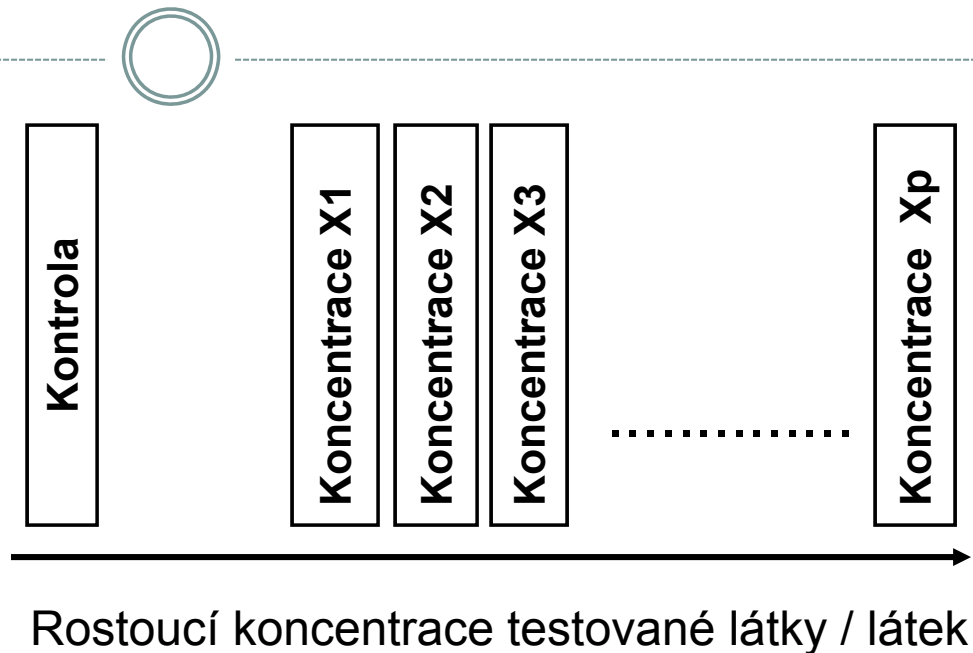 Kontrola
Koncentrace X1
Koncentrace X2
Koncentrace X3
..............
Koncentrace Xp
Rostoucí koncentrace testované látky / látek